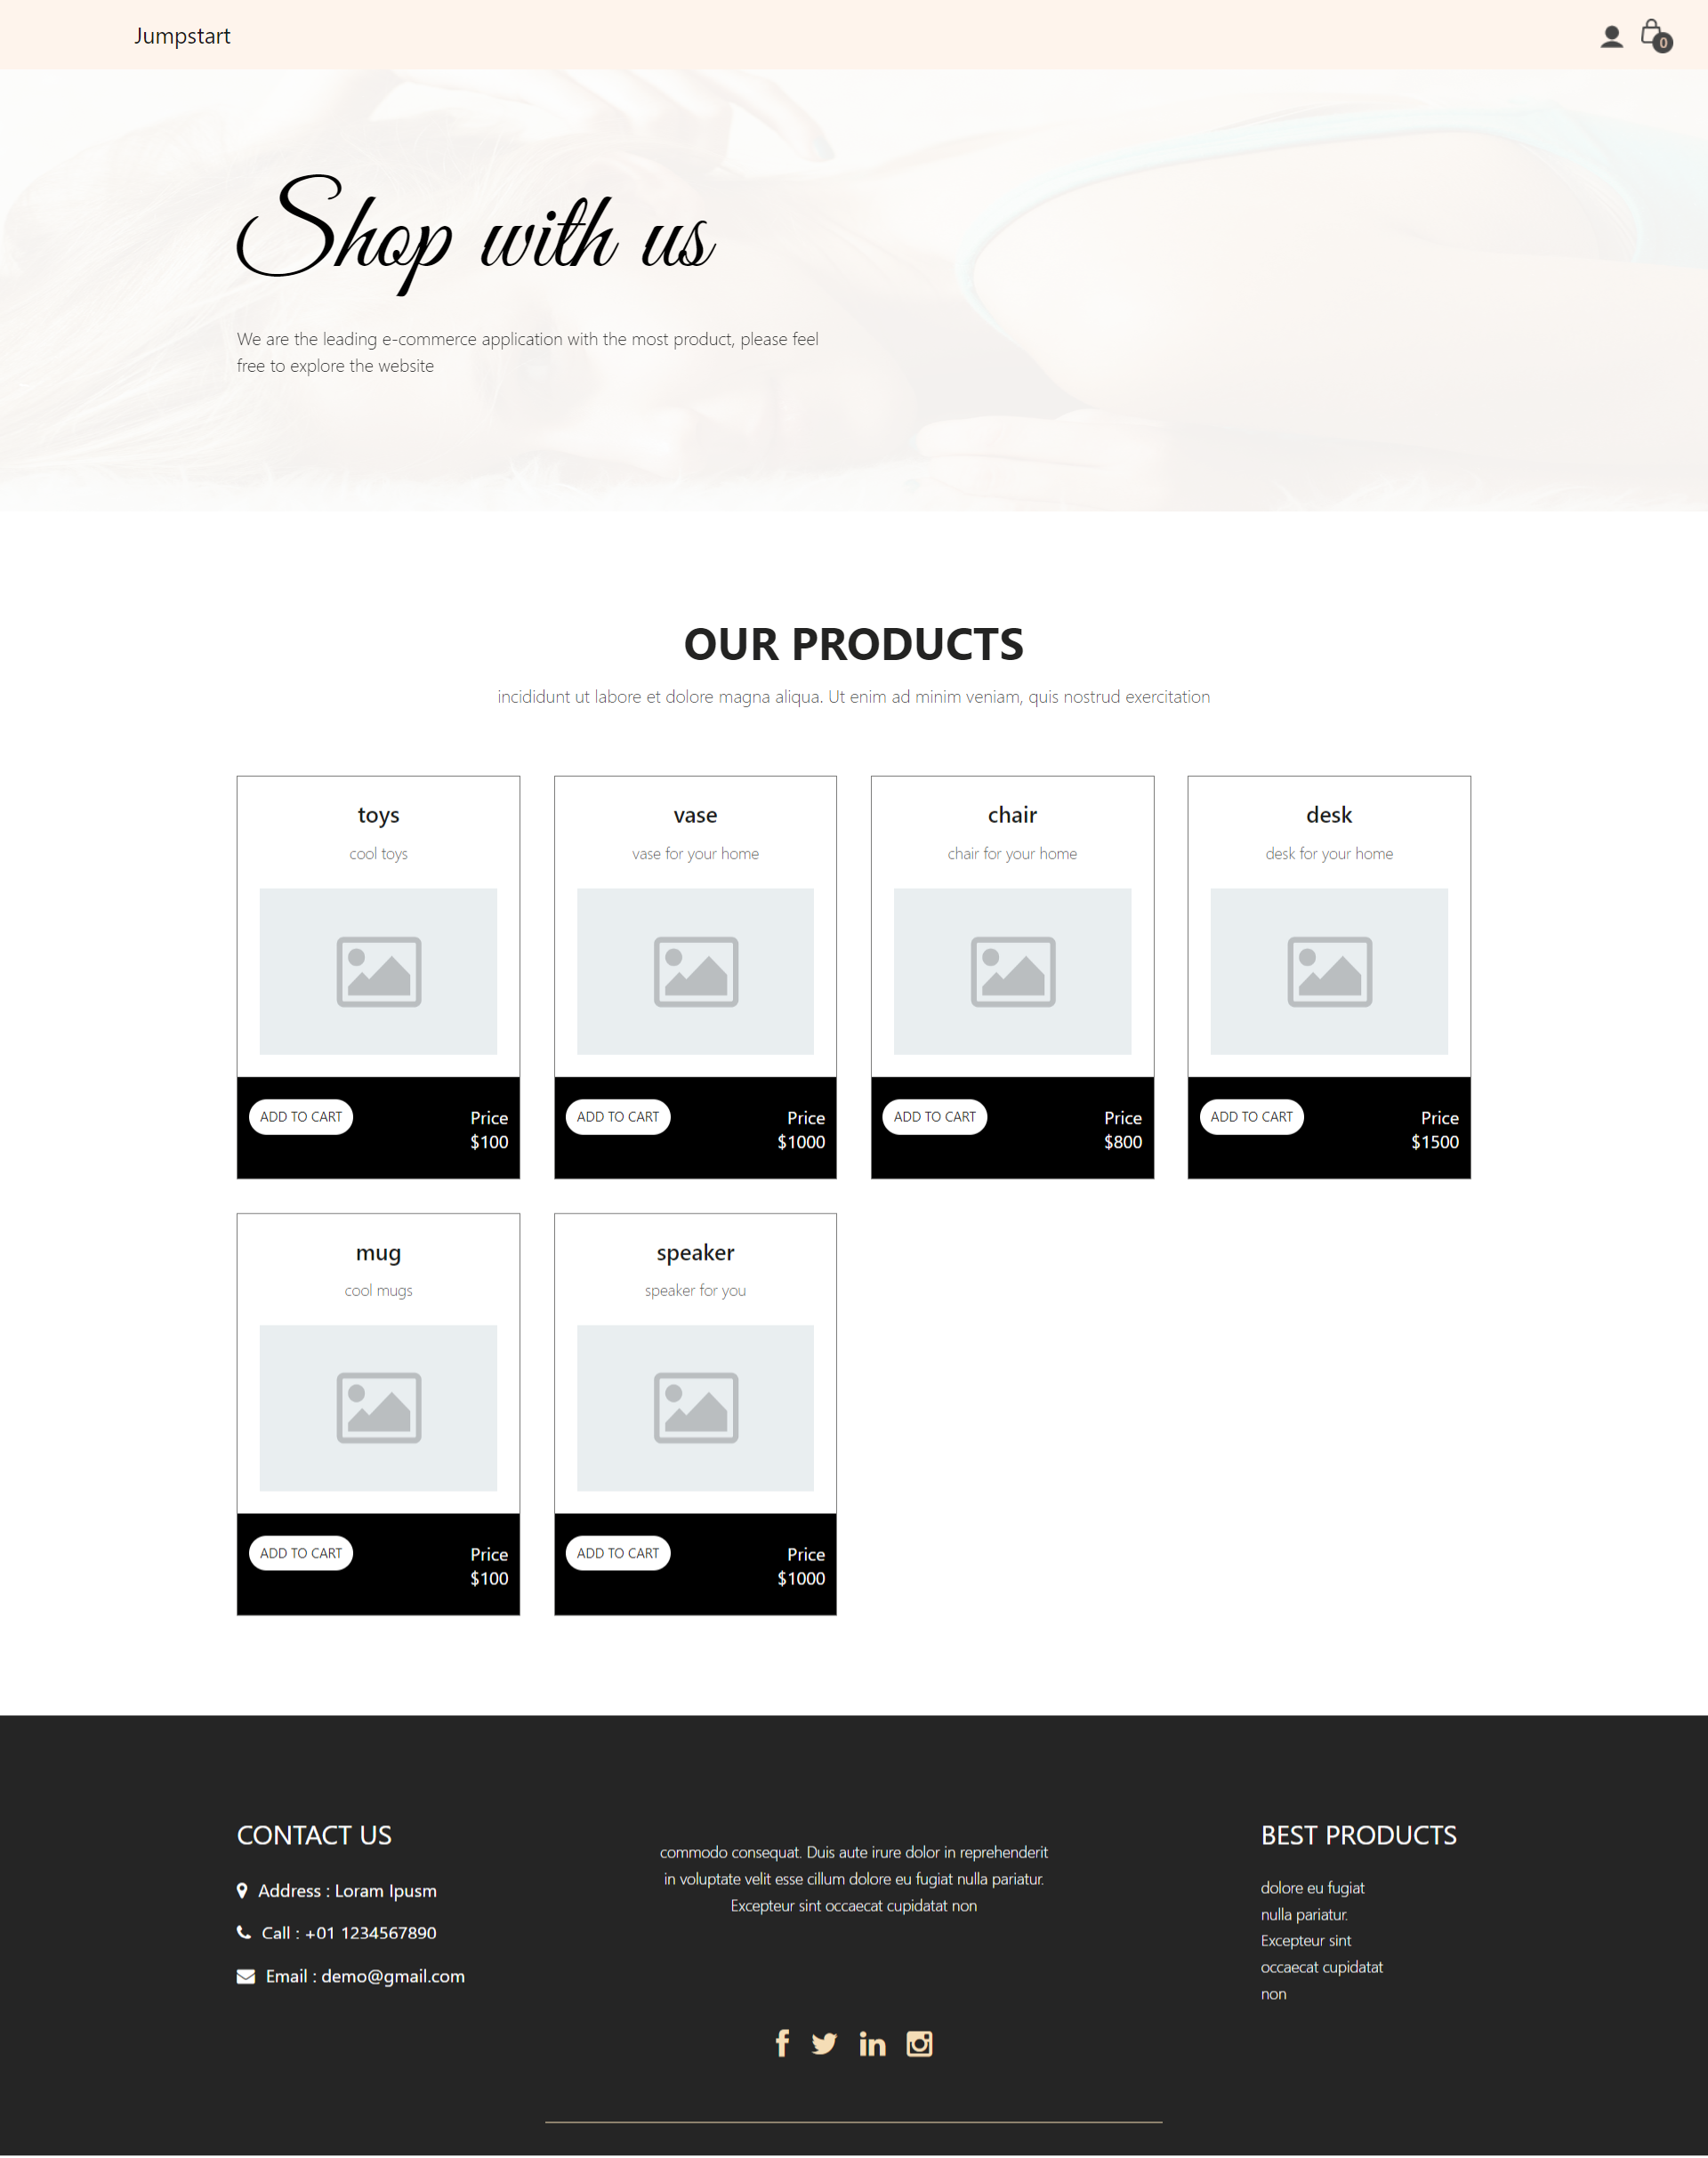 Jumpstart
0
Shop with us
We are the leading e-commerce application with the most product, please feel
free to explore the website
OUR PRODUCTS
incididunt ut labore et dolore magna aliqua. Ut enim ad minim veniam, quis nostrud exercitation
toys
cool toys
ADD TO CART
Price
$100
vase
vase for your home
ADD TO CART
Price
$1000
chair
chair for your home
ADD TO CART
Price
$800
desk
desk for your home
ADD TO CART
Price
$1500
mug
cool mugs
ADD TO CART
Price
$100
speaker
speaker for you
ADD TO CART
Price
$1000
CONTACT US
Address : Loram Ipusm
Call : +01 1234567890
Email : demo@gmail.com
commodo consequat. Duis aute irure dolor in reprehenderit
in voluptate velit esse cillum dolore eu fugiat nulla pariatur.
Excepteur sint occaecat cupidatat non
BEST PRODUCTS
dolore eu fugiat
nulla pariatur.
Excepteur sint
occaecat cupidatat
non